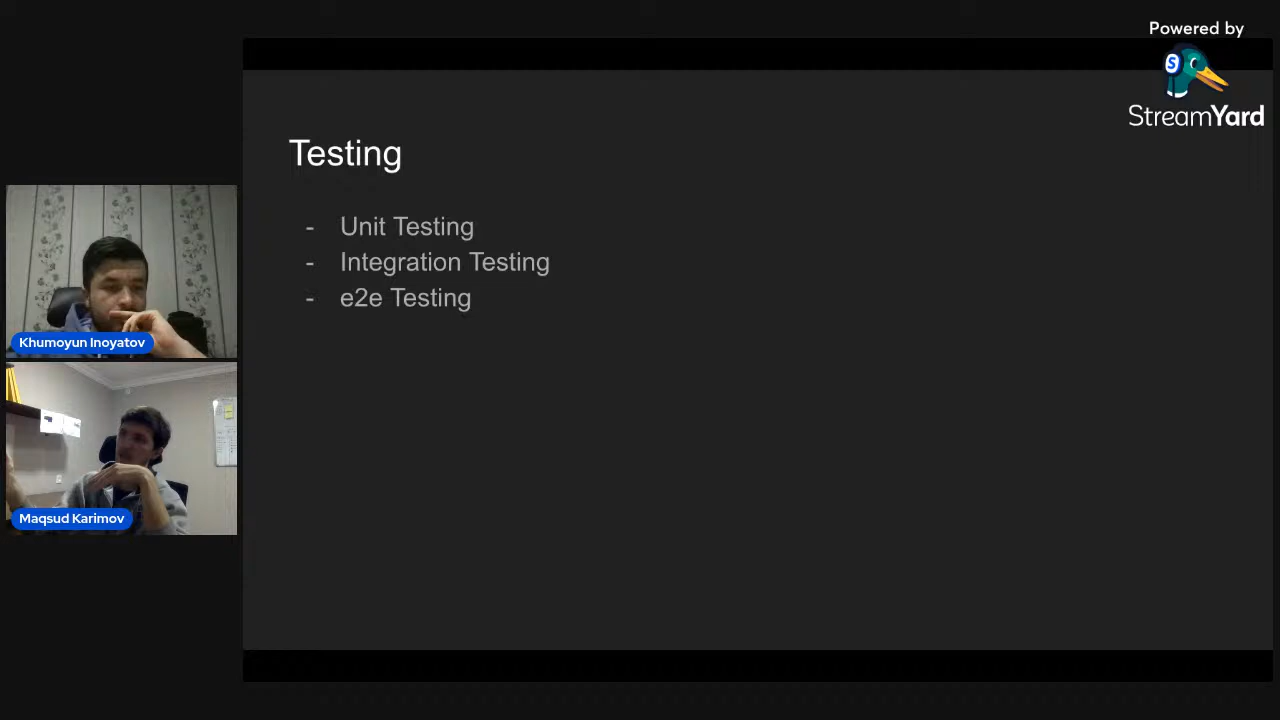 Powered by
StreamYard
Testing
- Unit Testing
- Integration Testing
- e2e Testing
Khumoyun Inoyatov
Maqsud Karimov